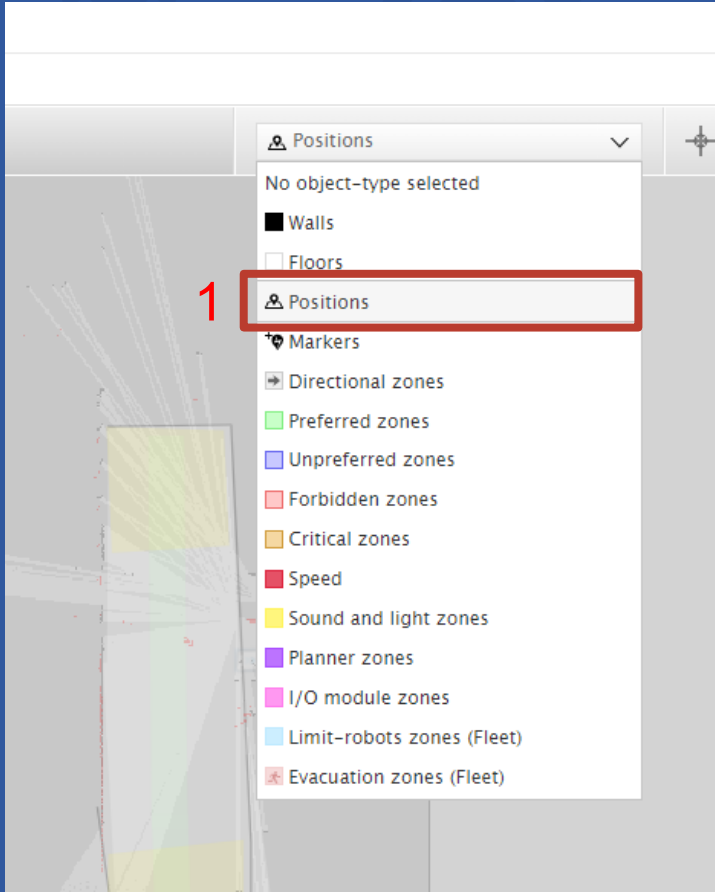 Positions
No object-type selected
Walls
Floors
1
Positions
Markers
Directional zones
Preferred zones
Unpreferred zones
Forbidden zones
Critical zones
Speed
Sound and light zones
Planner zones
I/O module zones
Limit-robots zones (Fleet)
Evacuation zones (Fleet)